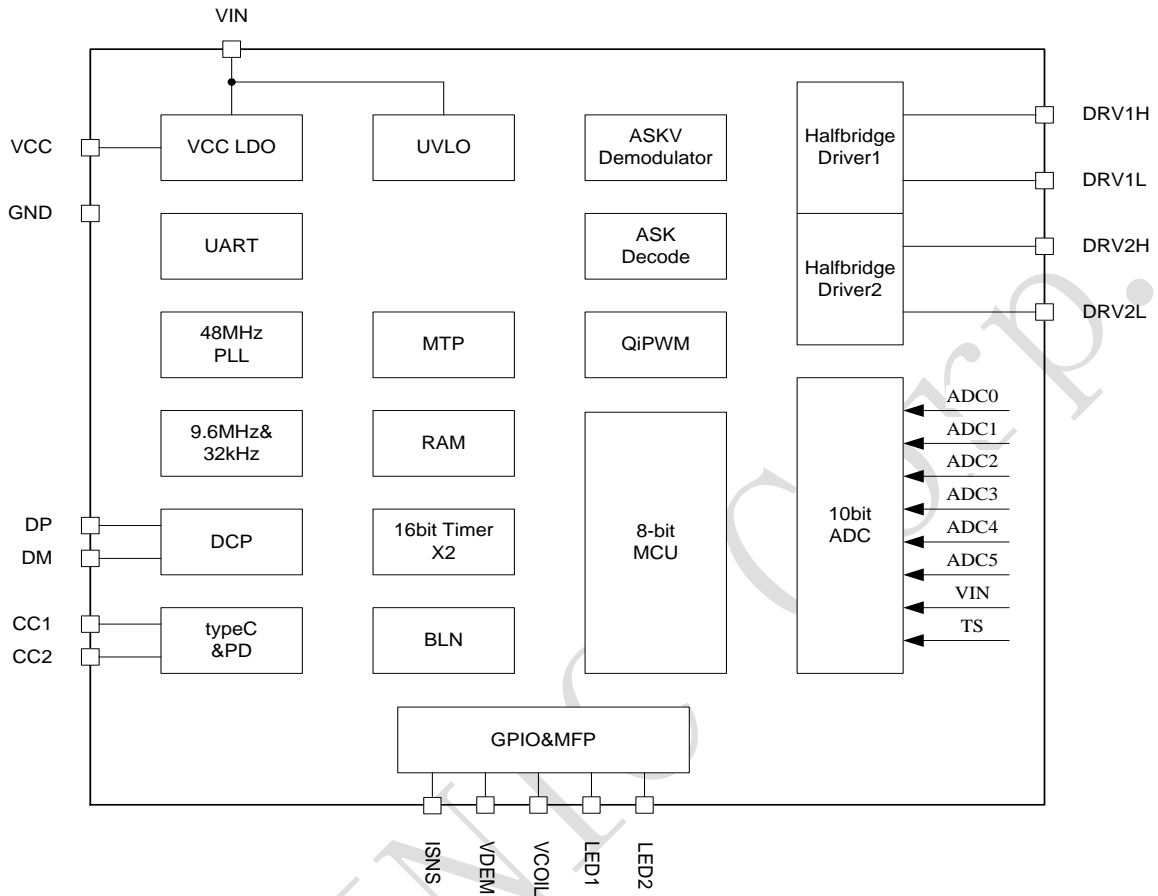 VIN
VCC
GND
VCC LDO
UVLO
ASKV
Demodulator
Halfbridge
Driver1
DRV1H
DRV1L
UART
ASK
Decode
Halfbridge
Driver2
DRV2H
DRV2L
48MHz
PLL
MTP
QiPWM
9.6MHz&
32kHz
RAM
8-bit
MCU
10bit
ADC
ADC0
ADC1
ADC2
ADC3
ADC4
ADC5
VIN
TS
DP
DM
DCP
16bit Timer
X2
CC1
CC2
typeC
&PD
BLN
GPIO&MFP
ISNS
VDEM
VCOIL
LED1
LED2
Corp.